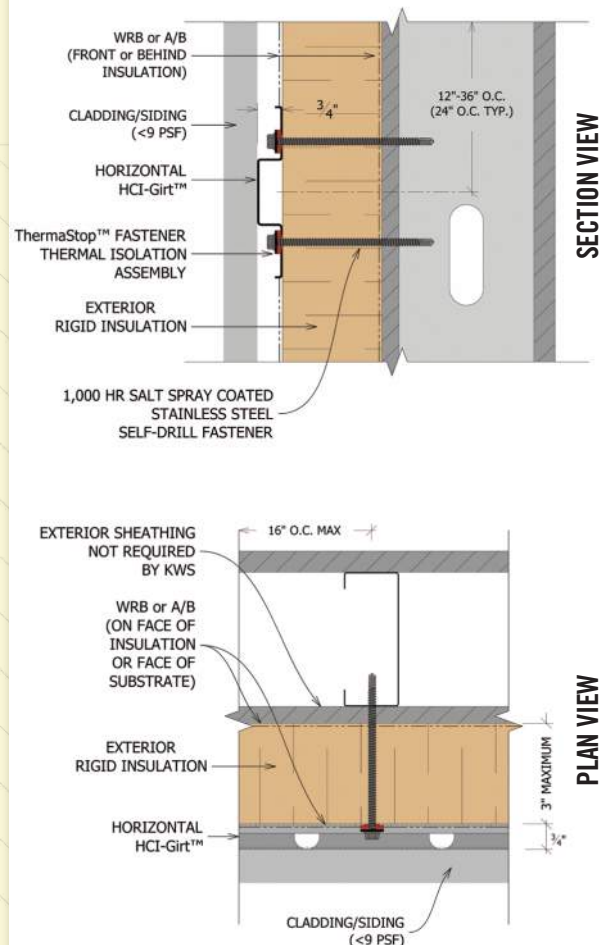 WRB or A/B
(FRONT or BEHIND
INSULATION)
3/4"
12"-36" O.C.
(24" O.C. TYP.)
CLADDING/SIDING
(<9 PSF)
HORIZONTAL
HCI-Girt™
ThermaStop™ FASTENER
THERMAL ISOLATION
ASSEMBLY
EXTERIOR
RIGID INSULATION
1,000 HR SALT SPRAY COATED
STAINLESS STEEL
SELF-DRILL FASTENER
SECTION VIEW
EXTERIOR SHEATHING
NOT REQUIRED
BY KWS
16" O.C. MAX
WRB or A/B
(ON FACE OF
INSULATION
OR FACE OF
SUBSTRATE)
EXTERIOR
RIGID INSULATION
3" MAXIMUM
3/4"
HORIZONTAL
HCI-Girt™
CLADDING/SIDING
(<9 PSF)
PLAN VIEW